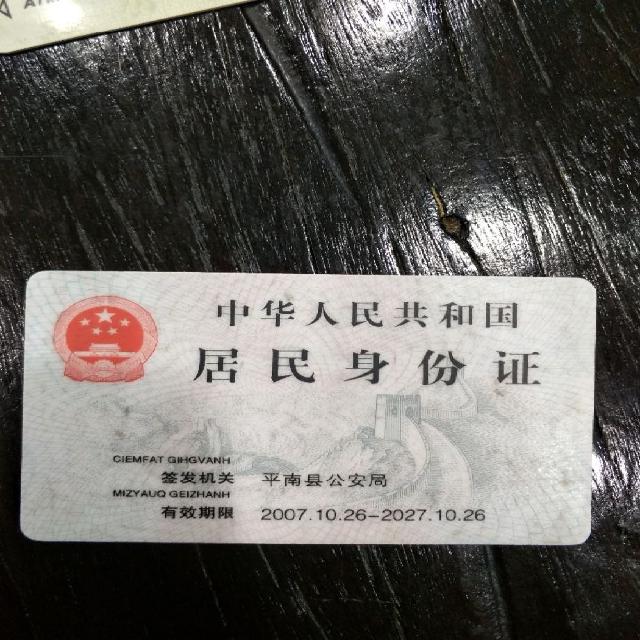 中华人民共和国
居民身份证
CIEMFAT GIHGVANH
签发机关 平南县公安局
MIZYAUQ GEIZHANH
有效期限 2007.10.26-2027.10.26